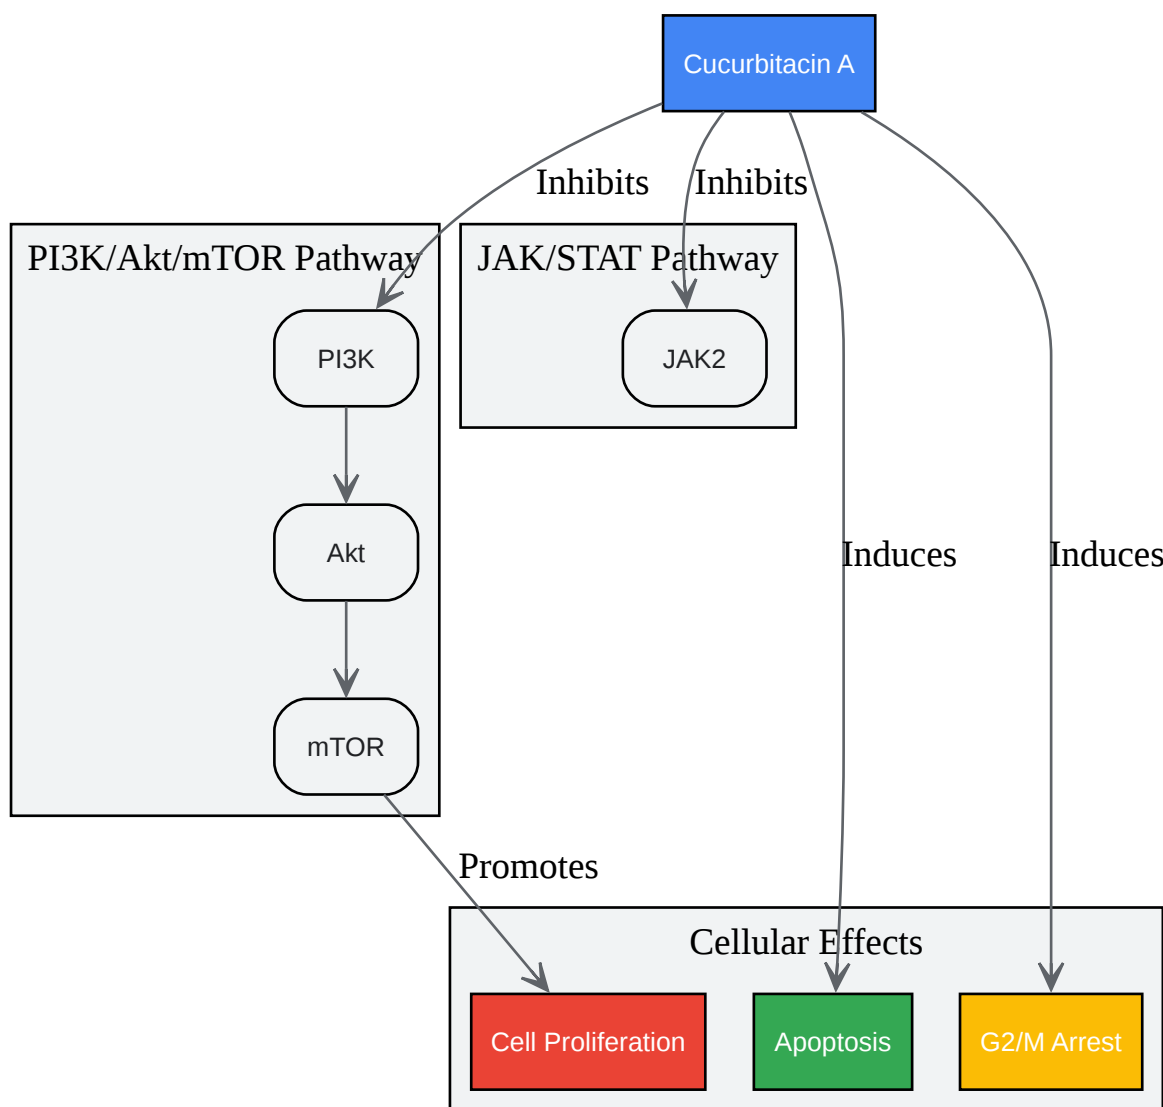 Cucurbitacin A
Inhibits
Inhibits
PI3K/Akt/mTOR Pathway
JAK/STAT Pathway
PI3K
JAK2
Akt
Induces
Induces
mTOR
Promotes
Cellular Effects
Cell Proliferation
Apoptosis
G2/M Arrest